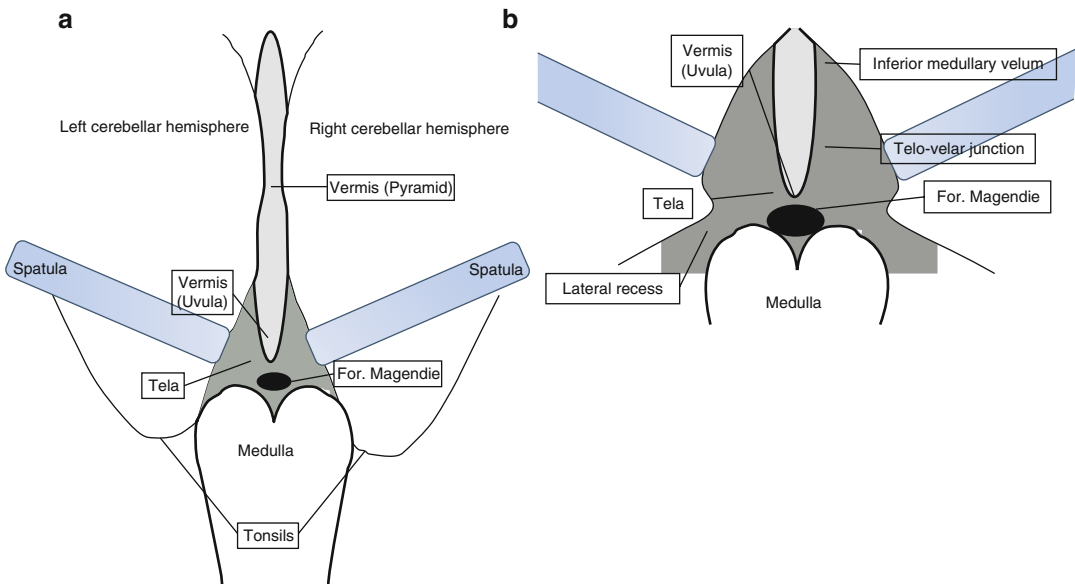 a
Left cerebellar hemisphere
Right cerebellar hemisphere
Vermis (Pyramid)
Spatula
Spatula
Vermis
(Uvula)
Tela
For. Magendie
Medulla
Tonsils
b
Vermis
(Uvula)
Inferior medullary velum
Telo-velar junction
Tela
For. Magendie
Lateral recess
Medulla